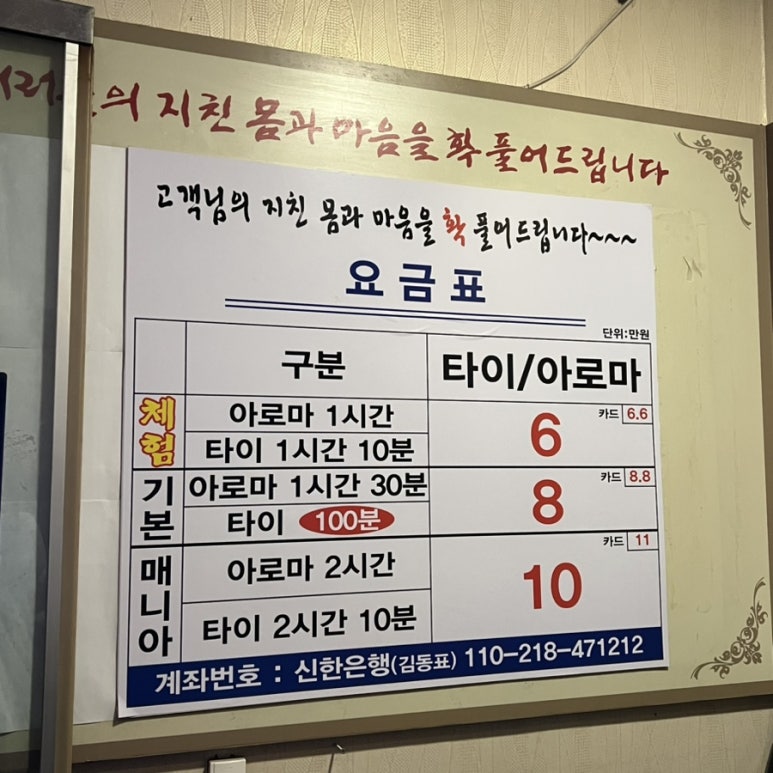 의 지친 몸과 마음을 확 풀어드립니다
고객님의 지친 몸과 마음을 확 풀어드립니다~~~
요금표
단위:만원
구분 타이/아로마
체험 아로마 1시간 6 카드 6.6
타이 1시간 10분
기본 아로마 1시간 30분 8 카드 8.8
타이 100분
매니아 아로마 2시간 10 카드 11
타이 2시간 10분
계좌번호 : 신한은행(김동표) 110-218-471212